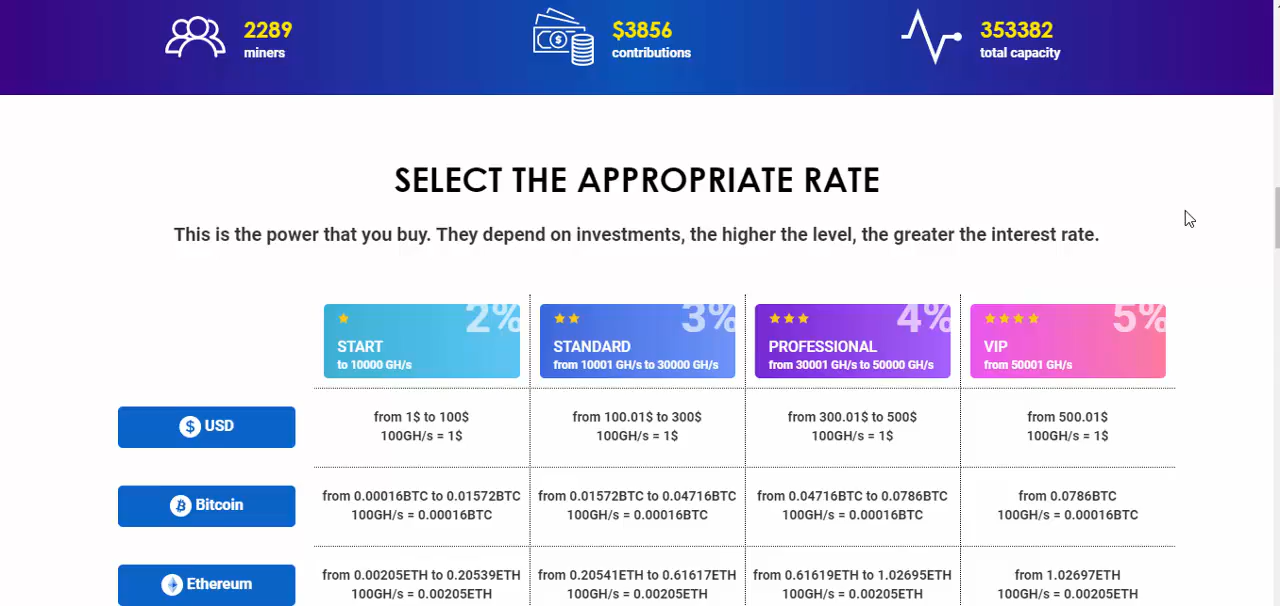 2289
miners
$3856
contributions
353382
total capacity
SELECT THE APPROPRIATE RATE
This is the power that you buy. They depend on investments, the higher the level, the greater the interest rate.
2%
START
to 10000 GH/s
3%
STANDARD
from 10001 GH/s to 30000 GH/s
4%
PROFESSIONAL
from 30001 GH/s to 50000 GH/s
5%
VIP
from 50001 GH/s
$ USD
from 1$ to 100$
100GH/s = 1$
from 100.01$ to 300$
100GH/s = 1$
from 300.01$ to 500$
100GH/s = 1$
from 500.01$
100GH/s = 1$
Bitcoin
from 0.00016BTC to 0.01572BTC
100GH/s = 0.00016BTC
from 0.01572BTC to 0.04716BTC
100GH/s = 0.00016BTC
from 0.04716BTC to 0.0786BTC
100GH/s = 0.00016BTC
from 0.0786BTC
100GH/s = 0.00016BTC
Ethereum
from 0.00205ETH to 0.20539ETH
100GH/s = 0.00205ETH
from 0.20541ETH to 0.61617ETH
100GH/s = 0.00205ETH
from 0.61619ETH to 1.02695ETH
100GH/s = 0.00205ETH
from 1.02697ETH
100GH/s = 0.00205ETH